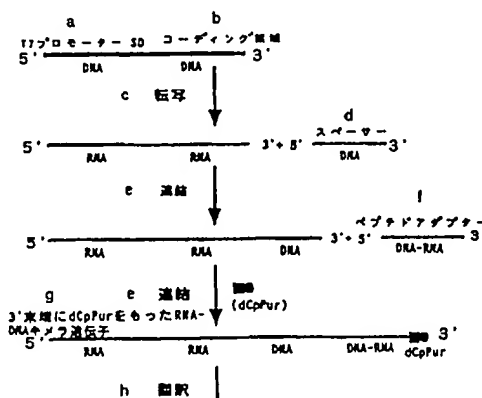 a b
T7プロモーター SD コーディング領域
5' 3'
DNA DNA
c 転写
d
スペーサー
5' 3'+5' 3'
RNA RNA DNA
e 連結
f
ペプチドアダプター
5' 3'+5' 3'
RNA RNA DNA DNA-RNA
g e 連結 (dCpPur)
3'末端にdCpPurをもったRNA-
DNAキメラ遺伝子
5' 3'
RNA RNA DNA DNA-RNA dCpPur
h 翻訳